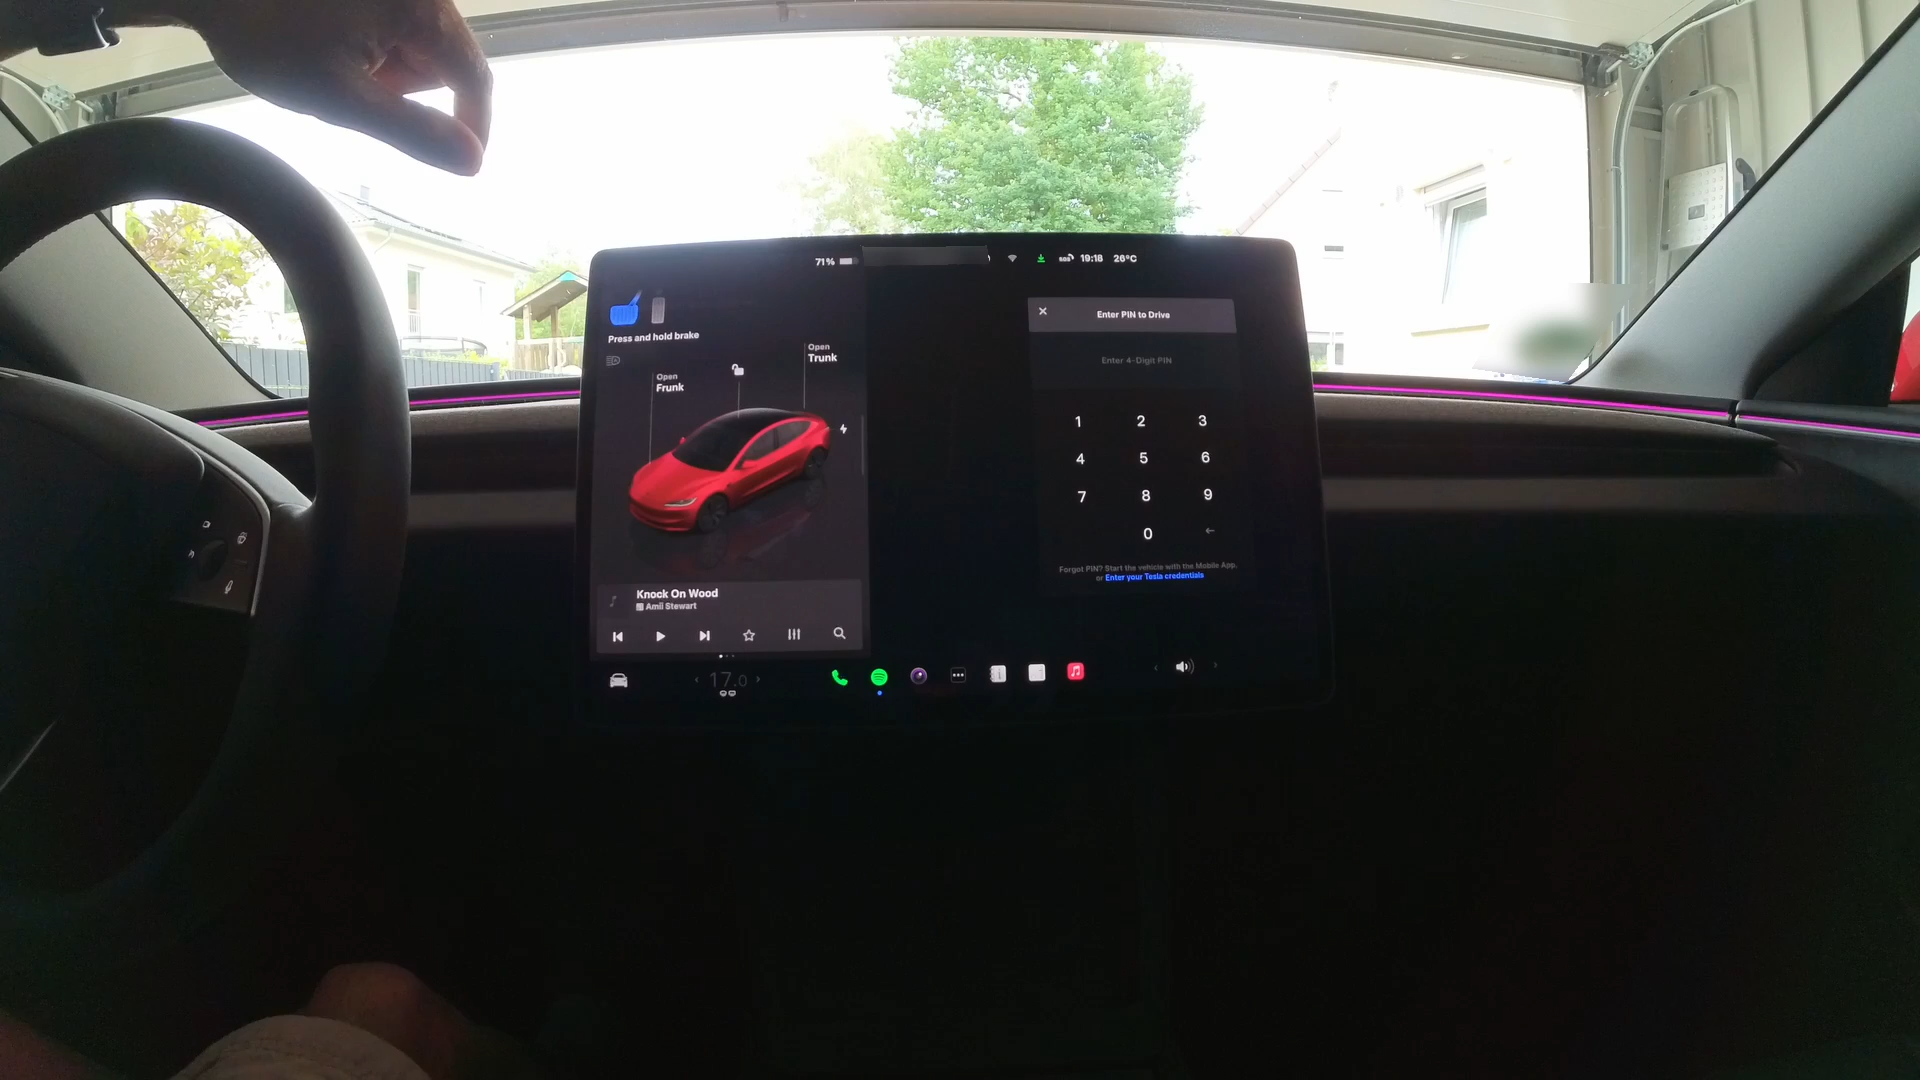 71%
19:18 26°C
Press and hold brake
Open
Trunk
Open
Frunk
Enter PIN to Drive
Enter 4-Digit PIN
1 2 3
4 5 6
7 8 9
0
Forgot PIN? Start the vehicle with the Mobile App.
or Enter your Tesla credentials
Knock On Wood
Amii Stewart
17.0